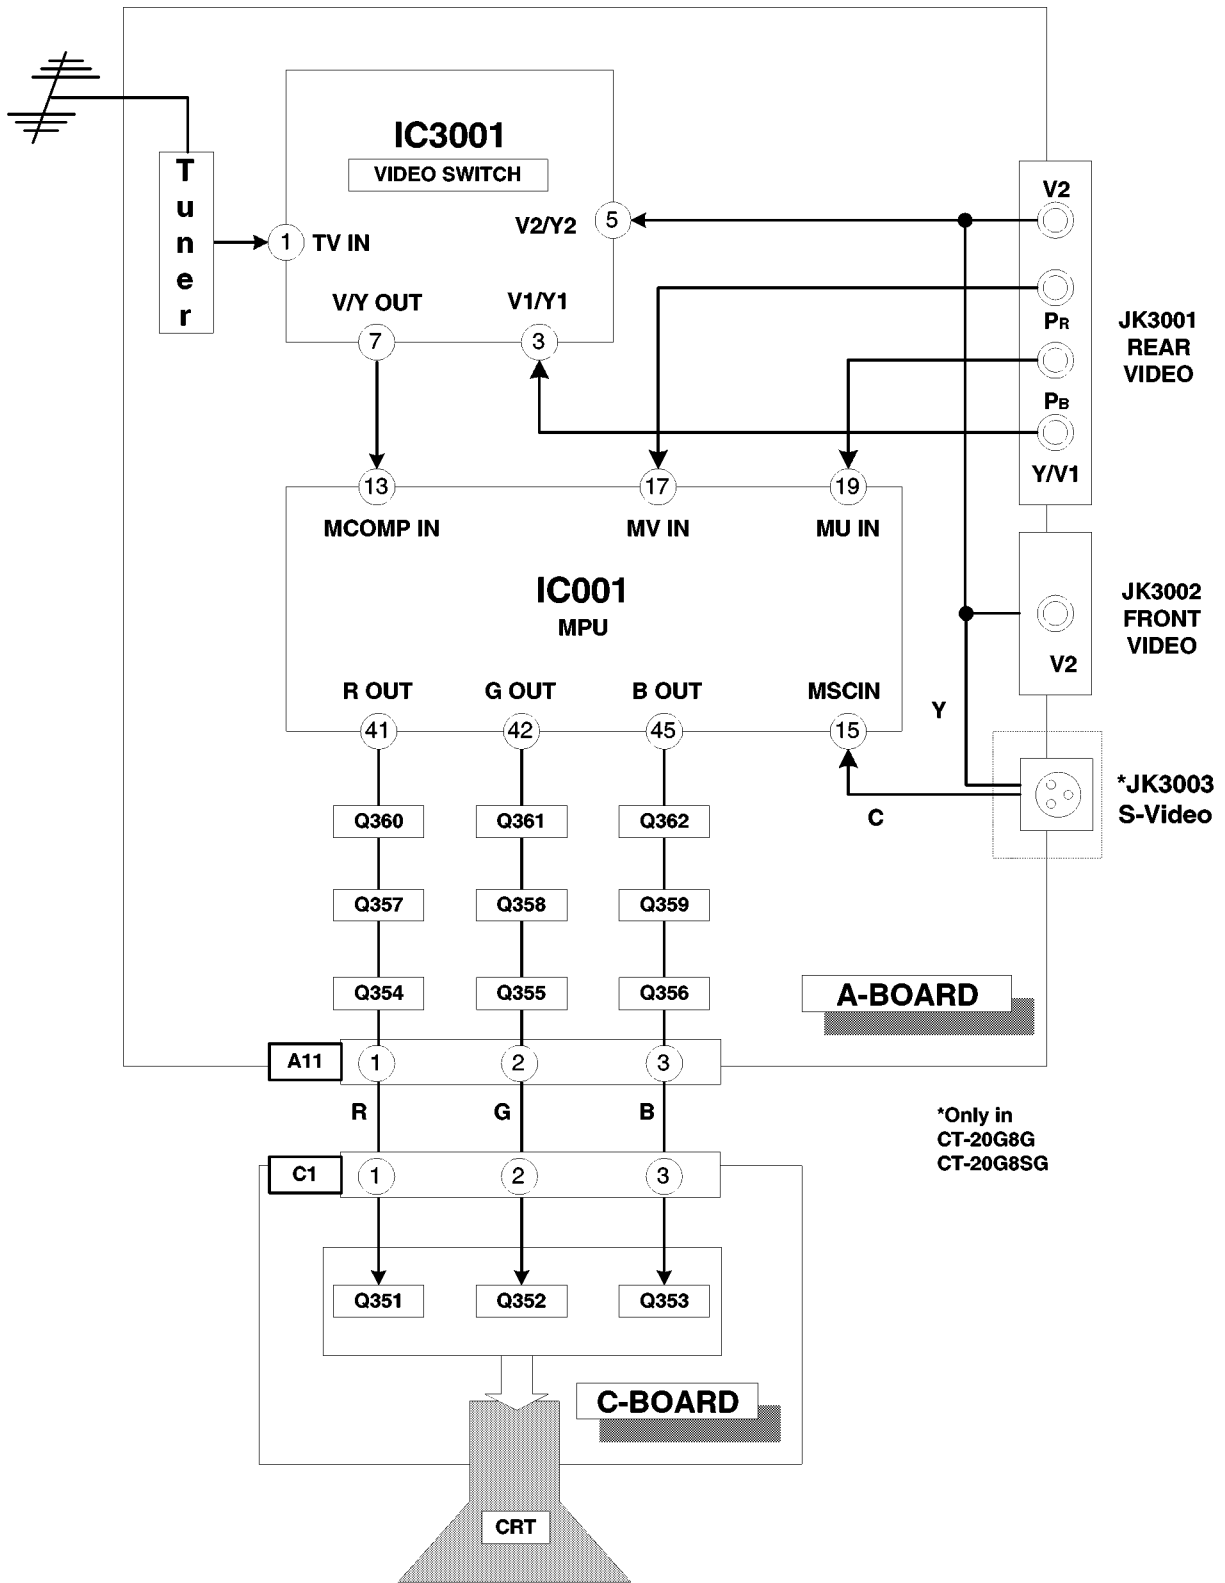 Tuner
IC3001
VIDEO SWITCH
V2
V2/Y2
5
1
TV IN
V/Y OUT
V1/Y1
7
3
PR
JK3001
REAR
VIDEO
PB
Y/V1
13
17
19
MCOMP IN
MV IN
MU IN
IC001
MPU
JK3002
FRONT
VIDEO
V2
R OUT
G OUT
B OUT
MSCIN
Y
41
42
45
15
*JK3003
S-Video
C
Q360
Q361
Q362
Q357
Q358
Q359
Q354
Q355
Q356
A-BOARD
A11
1
2
3
R
G
B
*Only in
CT-20G8G
CT-20G8SG
C1
1
2
3
Q351
Q352
Q353
C-BOARD
CRT